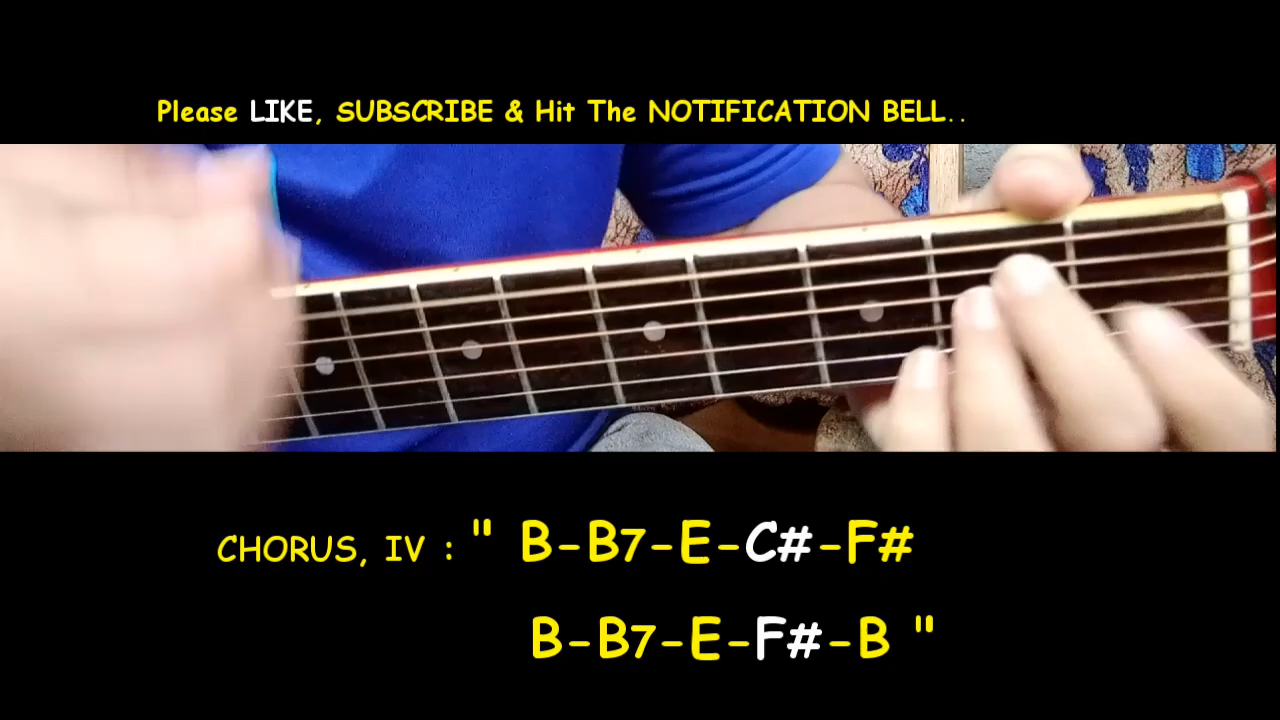 Please LIKE, SUBSCRIBE & Hit The NOTIFICATION BELL..
CHORUS, IV : " B-B7-E-C#-F#
B-B7-E-F#-B "